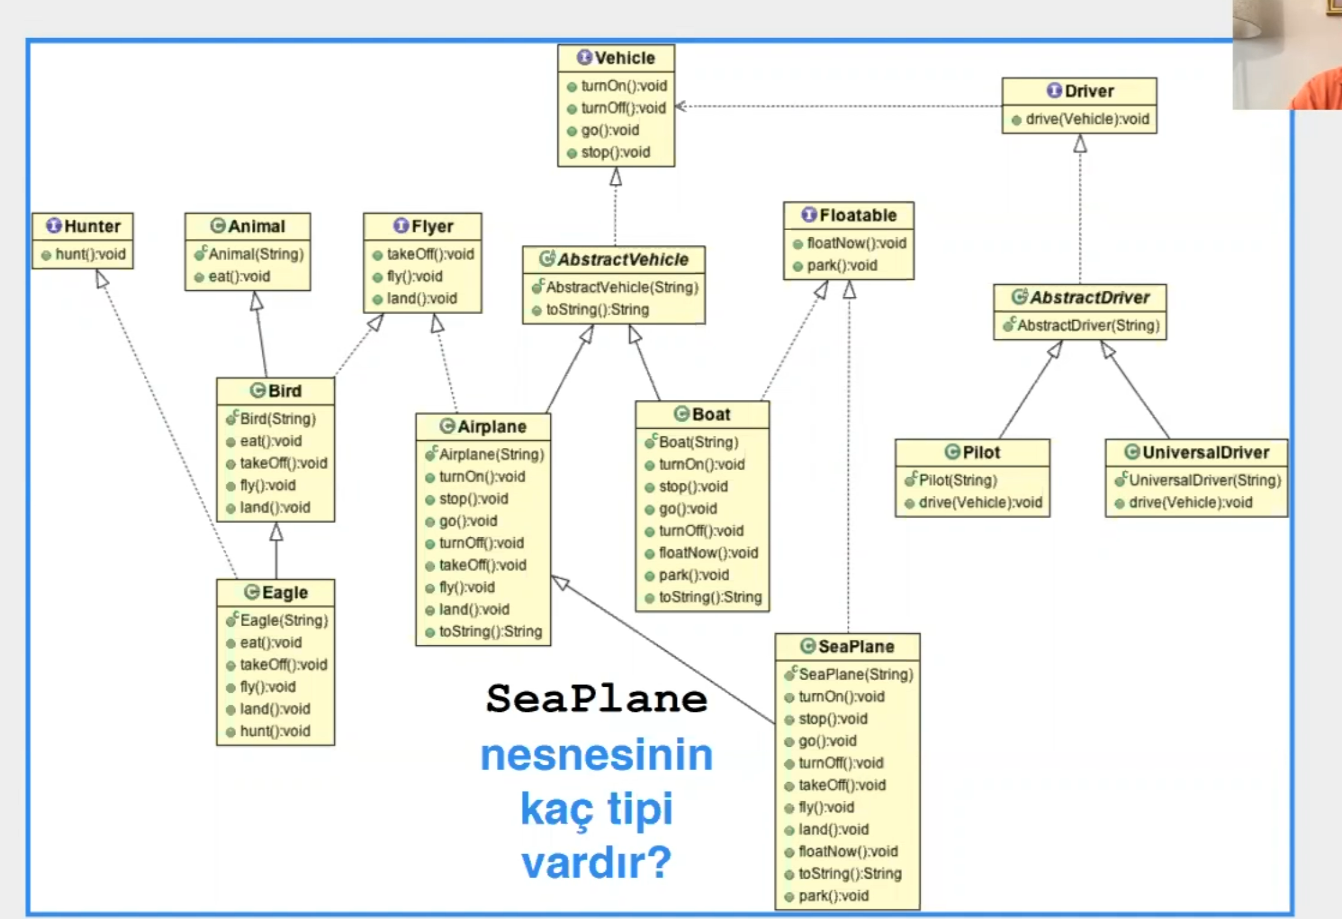 Vehicle
turnOn():void
turnOff():void
go():void
stop():void
Driver
drive(Vehicle):void
Hunter
hunt():void
Animal
Animal(String)
eat():void
Flyer
takeOff():void
fly():void
land():void
AbstractVehicle
AbstractVehicle(String)
toString():String
Floatable
floatNow():void
park():void
AbstractDriver
AbstractDriver(String)
Bird
Bird(String)
eat():void
takeOff():void
fly():void
land():void
Airplane
Airplane(String)
turnOn():void
stop():void
go():void
turnOff():void
takeOff():void
fly():void
land():void
toString():String
Boat
Boat(String)
turnOn():void
stop():void
go():void
turnOff():void
floatNow():void
park():void
toString():String
Pilot
Pilot(String)
drive(Vehicle):void
UniversalDriver
UniversalDriver(String)
drive(Vehicle):void
Eagle
Eagle(String)
eat():void
takeOff():void
fly():void
land():void
hunt():void
SeaPlane
SeaPlane(String)
turnOn():void
stop():void
go():void
turnOff():void
takeOff():void
fly():void
land():void
floatNow():void
toString():String
park():void
SeaPlane
nesnesinin
kaç tipi
vardır?